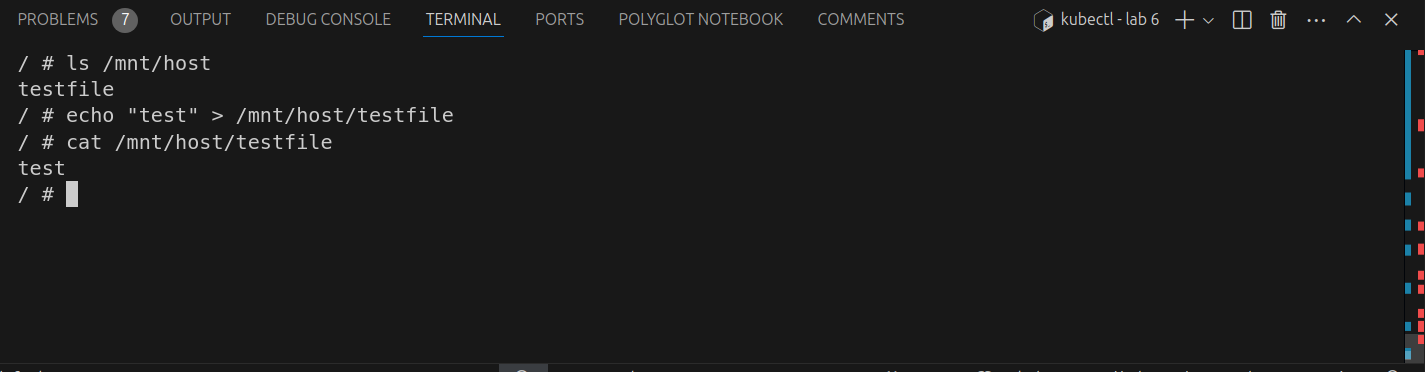 PROBLEMS 7 OUTPUT DEBUG CONSOLE TERMINAL PORTS POLYGLOT NOTEBOOK COMMENTS kubectl - lab 6
/ # ls /mnt/host
testfile
/ # echo "test" > /mnt/host/testfile
/ # cat /mnt/host/testfile
test
/ #